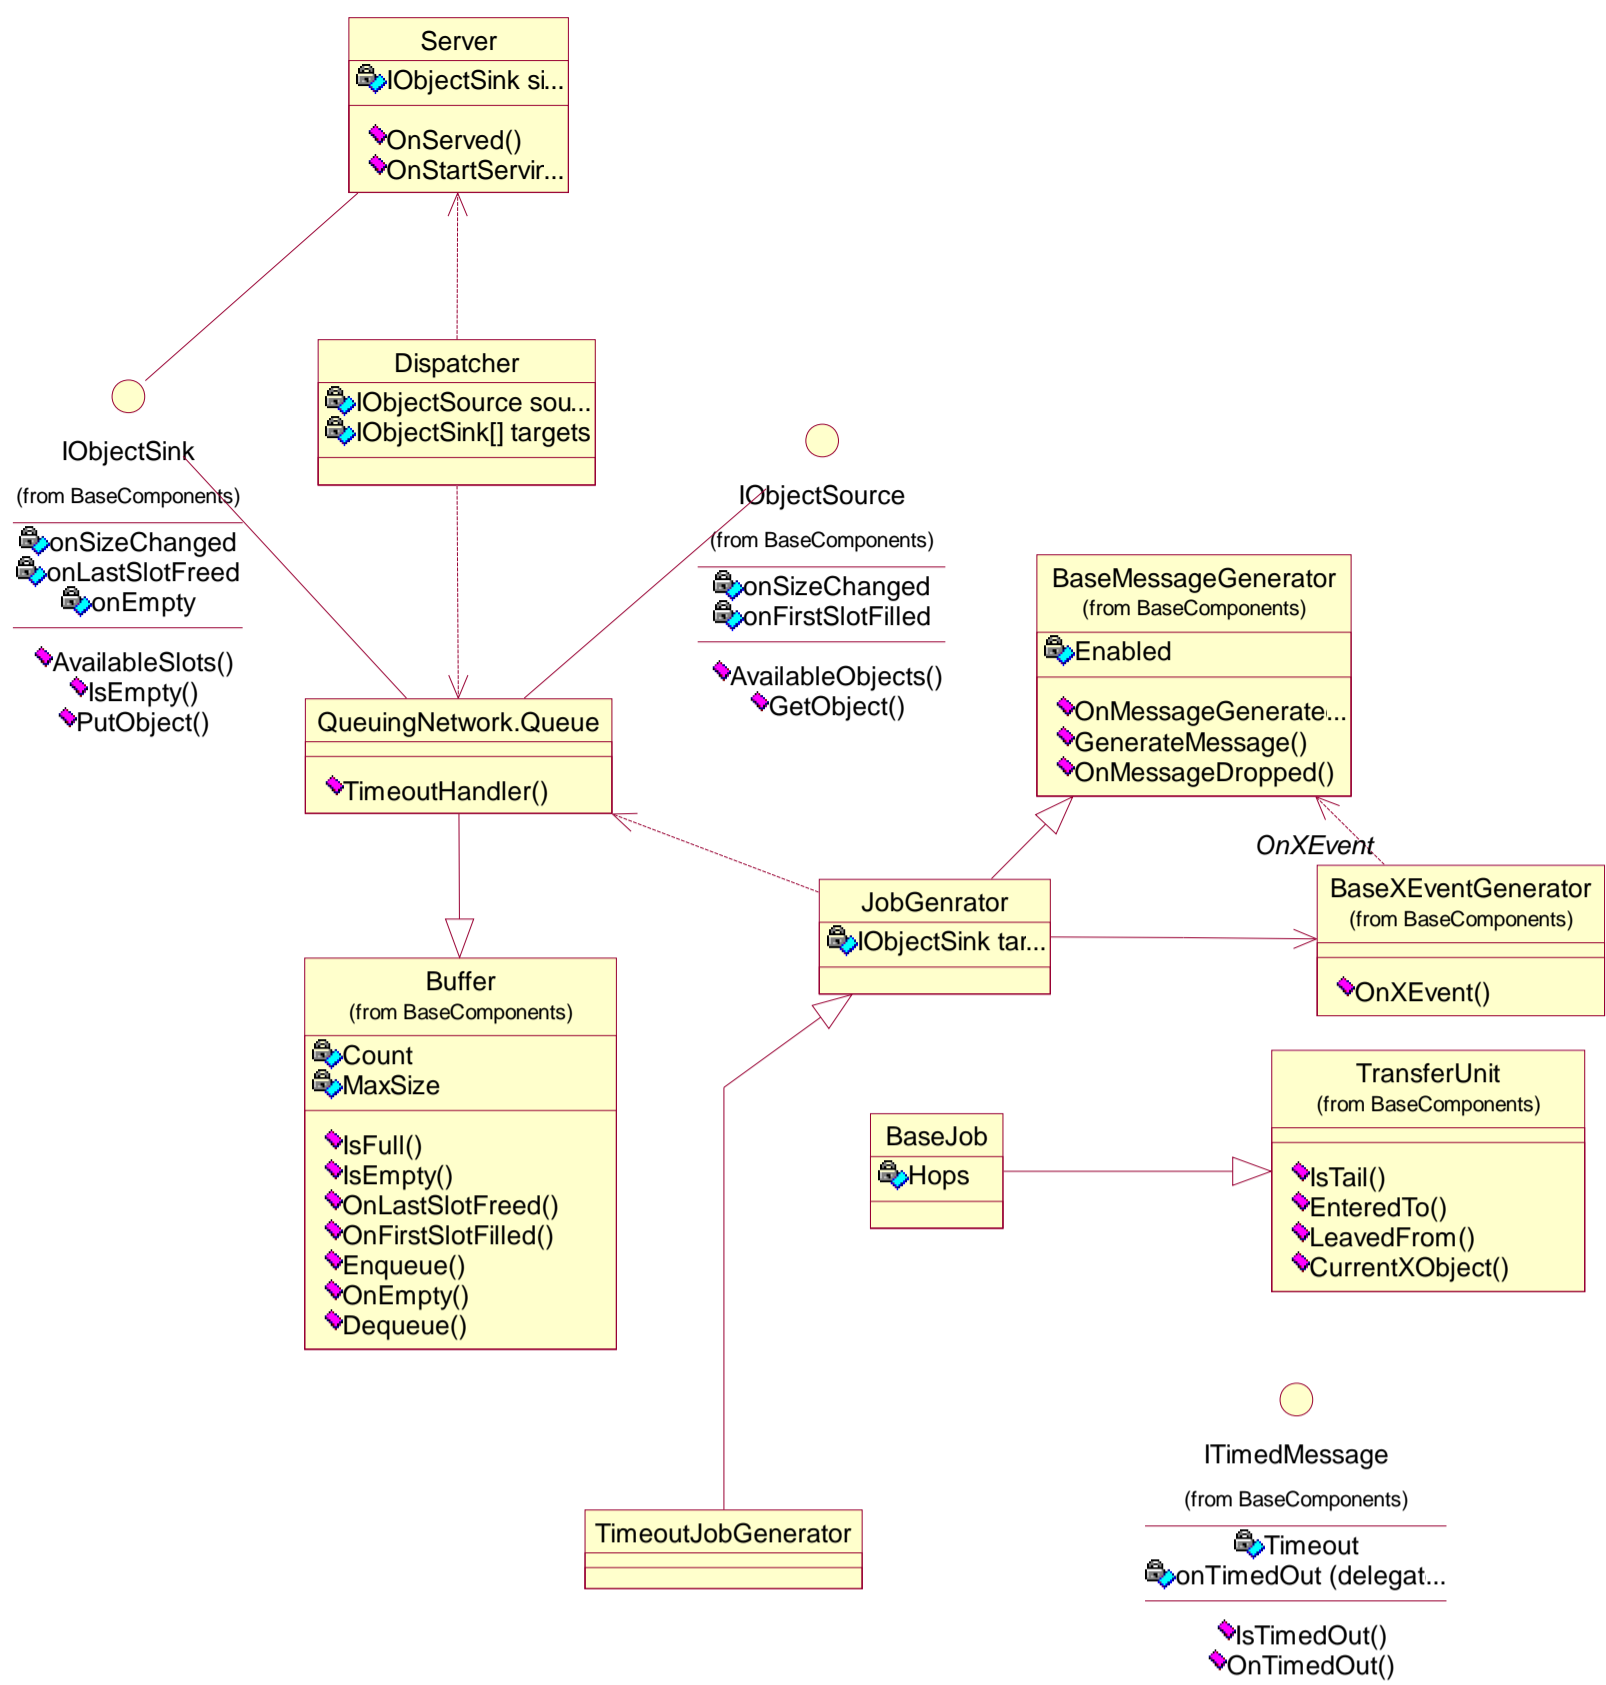 Server
IObjectSink si...
OnServed()
OnStartServir...
Dispatcher
IObjectSource sou...
IObjectSink[] targets
IObjectSink
(from BaseComponents)
onSizeChanged
onLastSlotFreed
onEmpty
AvailableSlots()
IsEmpty()
PutObject()
IObjectSource
(from BaseComponents)
onSizeChanged
onFirstSlotFilled
AvailableObjects()
GetObject()
BaseMessageGenerator
(from BaseComponents)
Enabled
OnMessageGenerate...
GenerateMessage()
OnMessageDropped()
QueuingNetwork.Queue
TimeoutHandler()
OnXEvent
JobGenrator
IObjectSink tar...
BaseXEventGenerator
(from BaseComponents)
OnXEvent()
Buffer
(from BaseComponents)
Count
MaxSize
IsFull()
IsEmpty()
OnLastSlotFreed()
OnFirstSlotFilled()
Enqueue()
OnEmpty()
Dequeue()
BaseJob
Hops
TransferUnit
(from BaseComponents)
IsTail()
EnteredTo()
LeavedFrom()
CurrentXObject()
TimeoutJobGenerator
ITimedMessage
(from BaseComponents)
Timeout
onTimedOut (delegat...
IsTimedOut()
OnTimedOut()